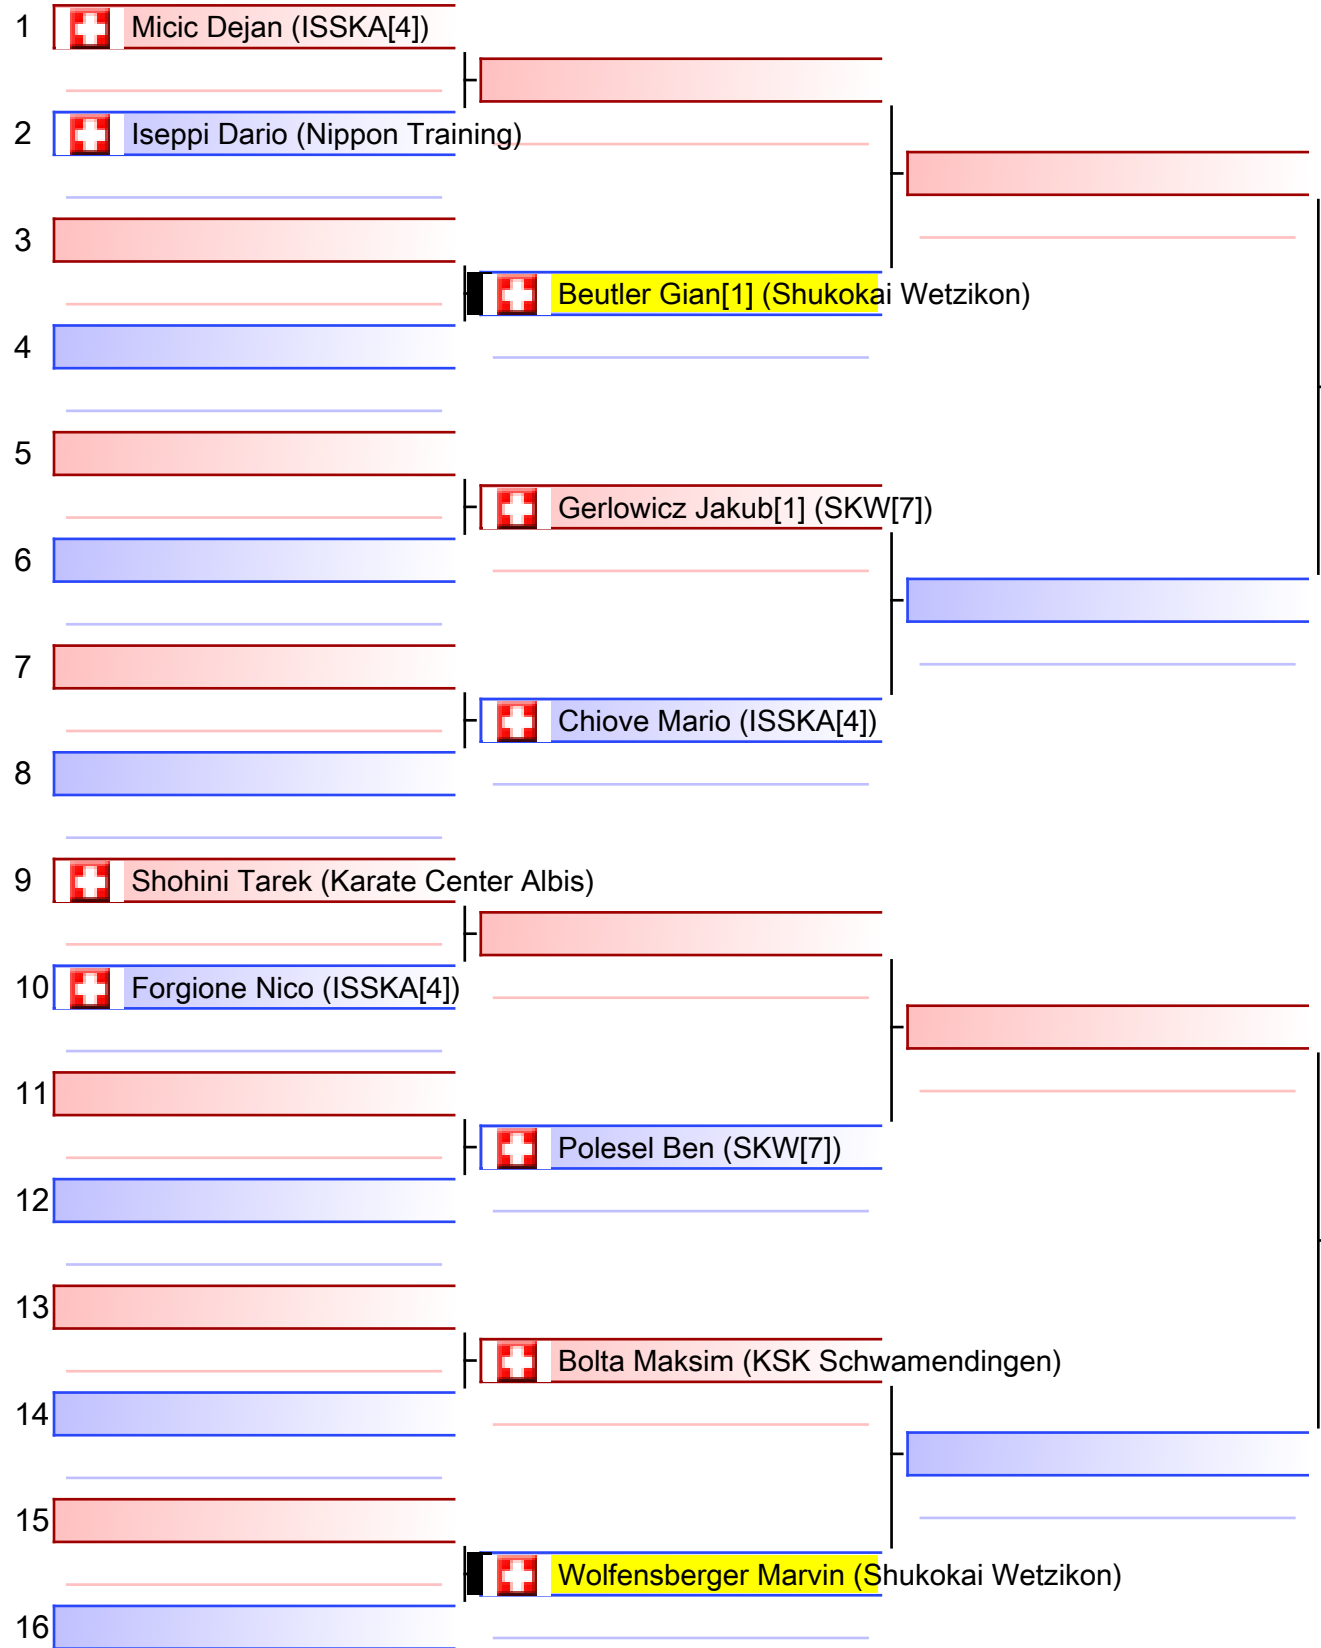 1 Micic Dejan (ISSKA[4])
2 Iseppi Dario (Nippon Training)
3
Beutler Gian[1] (Shukokai Wetzikon)
4
5
Gerlowicz Jakub[1] (SKW[7])
6
7
Chiove Mario (ISSKA[4])
8
9 Shohini Tarek (Karate Center Albis)
10 Forgione Nico (ISSKA[4])
11
Polesel Ben (SKW[7])
12
13
Bolta Maksim (KSK Schwamendingen)
14
15
Wolfensberger Marvin (Shukokai Wetzikon)
16